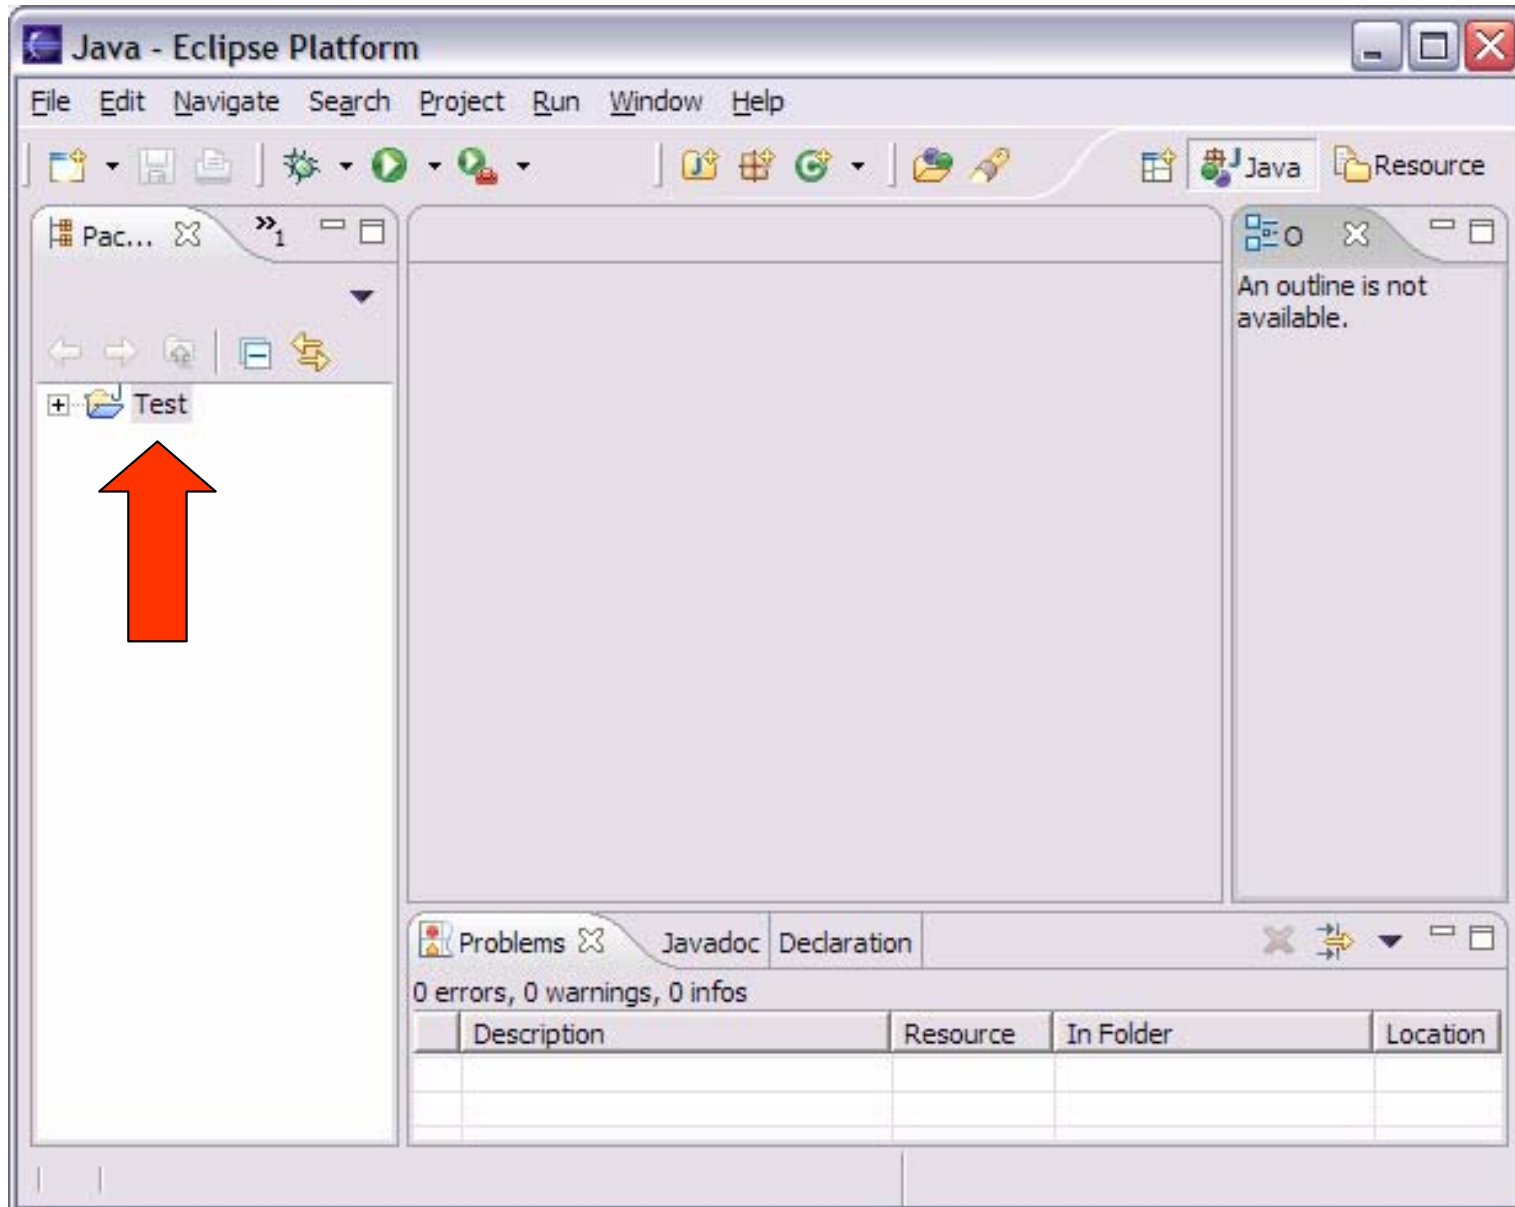 Java - Eclipse Platform
File Edit Navigate Search Project Run Window Help
Java Resource
Pac... »1
O
An outline is not
available.
Test
Problems Javadoc Declaration
0 errors, 0 warnings, 0 infos
Description Resource In Folder Location